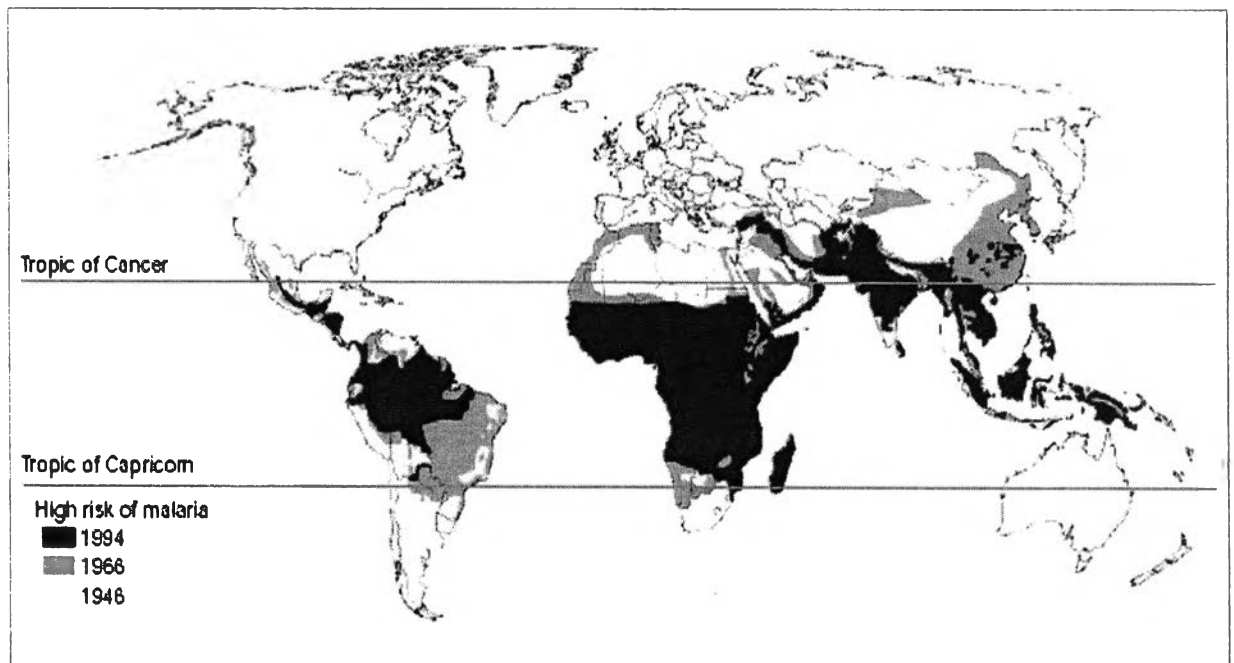 Tropic of Cancer
Tropic of Capricorn
High risk of malaria
1994
1966
1946